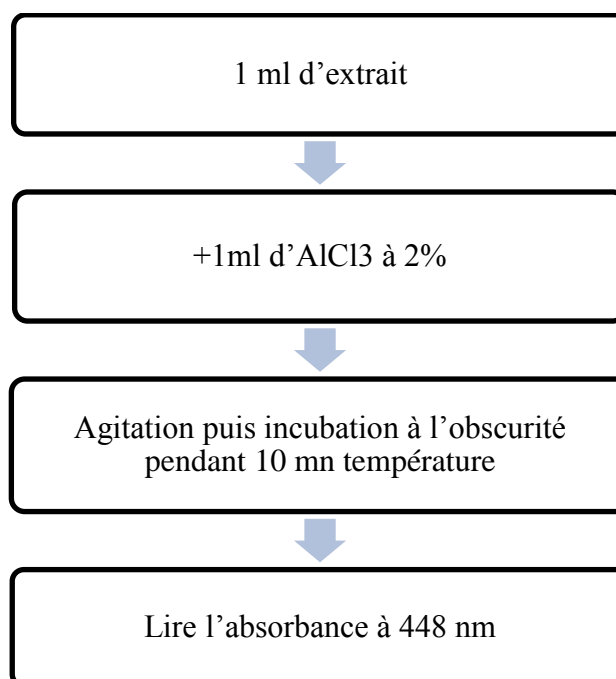 1 ml d’extrait
+1ml d’AlCl3 à 2%
Agitation puis incubation à l’obscurité
pendant 10 mn température
Lire l’absorbance à 448 nm